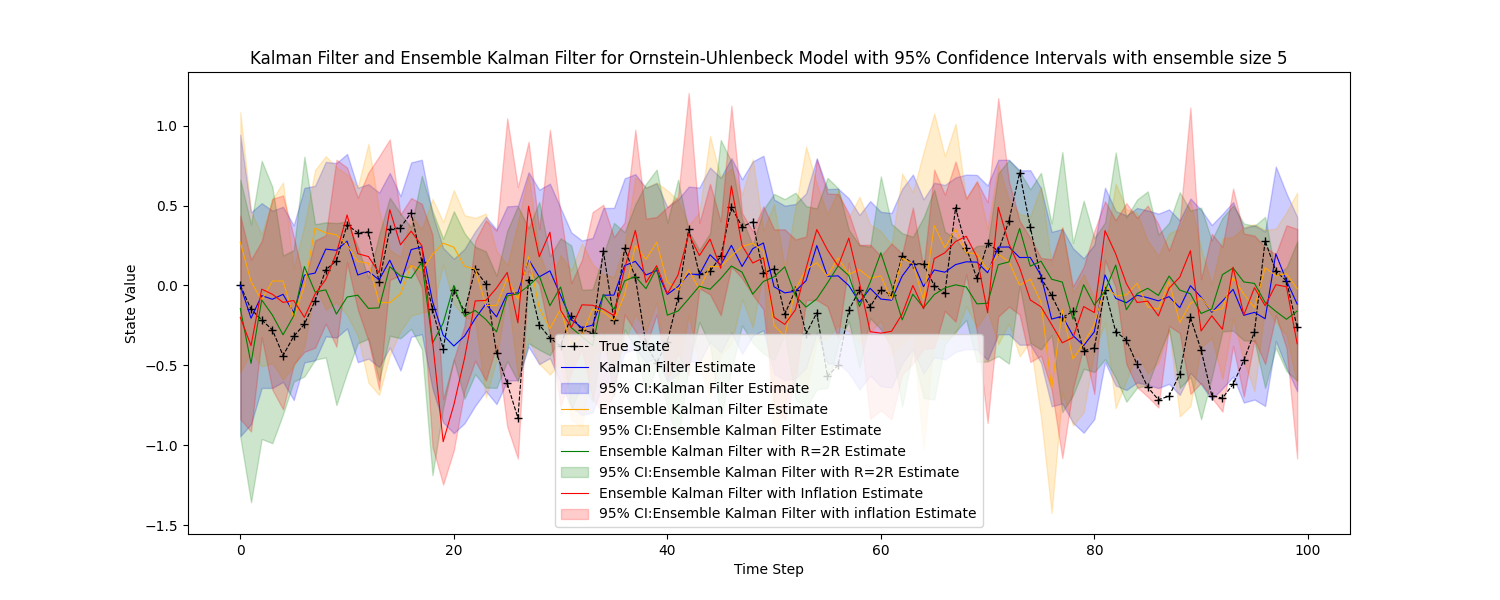 Kalman Filter and Ensemble Kalman Filter for Ornstein-Uhlenbeck Model with 95% Confidence Intervals with ensemble size 5
State Value
1.0
0.5
0.0
−0.5
−1.0
−1.5
True State
Kalman Filter Estimate
95% CI:Kalman Filter Estimate
Ensemble Kalman Filter Estimate
95% CI:Ensemble Kalman Filter Estimate
Ensemble Kalman Filter with R=2R Estimate
95% CI:Ensemble Kalman Filter with R=2R Estimate
Ensemble Kalman Filter with Inflation Estimate
95% CI:Ensemble Kalman Filter with inflation Estimate
0 20 40 60 80 100
Time Step